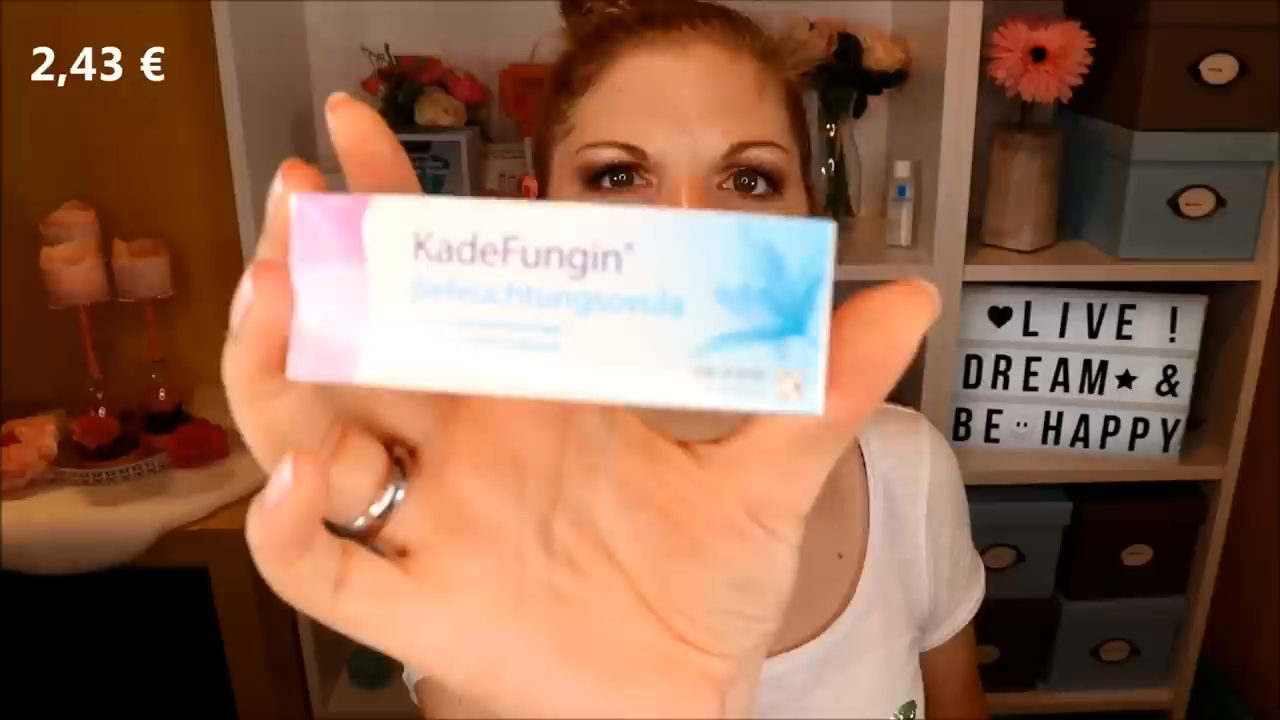 2,43 €
KadeFungin®
Befeuchtungsovula
♥LIVE !
DREAM★ &
BE HAPPY